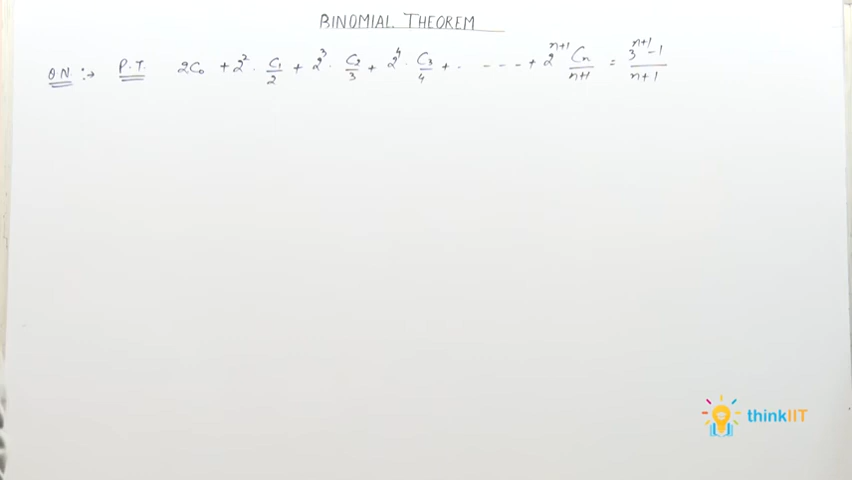 BINOMIAL THEOREM
QN :→ P.T. 2C₀ + 2² · C₁/2 + 2³ · C₂/3 + 2⁴ · C₃/4 + · - - - + 2ⁿ⁺¹ Cₙ/n+1 = 3ⁿ⁺¹-1/n+1
thinkIIT